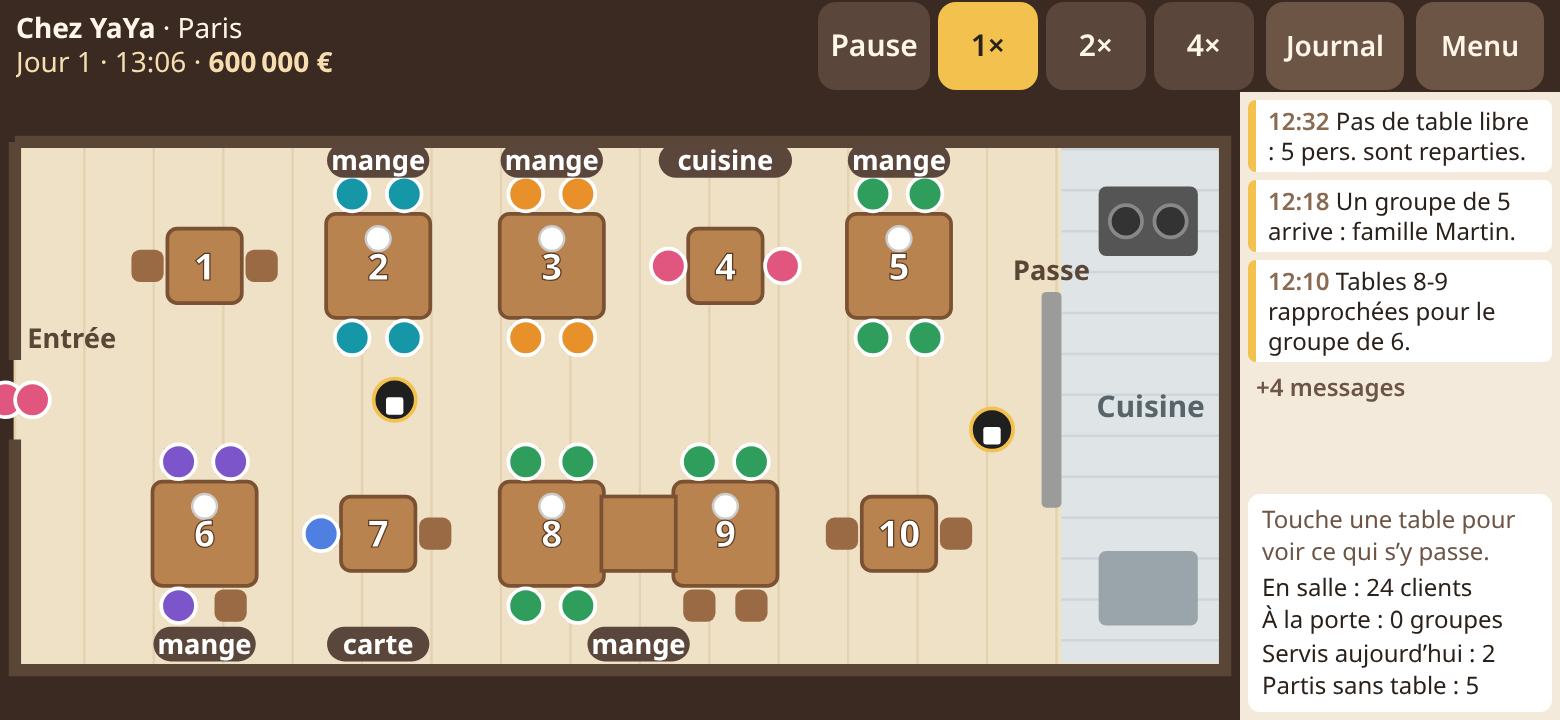 Chez YaYa · Paris
Jour 1 · 13:06 · 600 000 €
Pause
1×
2×
4×
Journal
Menu
mange
mange
cuisine
mange
1
2
3
4
5
Passe
Entrée
Cuisine
6
7
8
9
10
mange
carte
mange
12:32 Pas de table libre
: 5 pers. sont reparties.
12:18 Un groupe de 5
arrive : famille Martin.
12:10 Tables 8-9
rapprochées pour le
groupe de 6.
+4 messages
Touche une table pour
voir ce qui s’y passe.
En salle : 24 clients
À la porte : 0 groupes
Servis aujourd’hui : 2
Partis sans table : 5